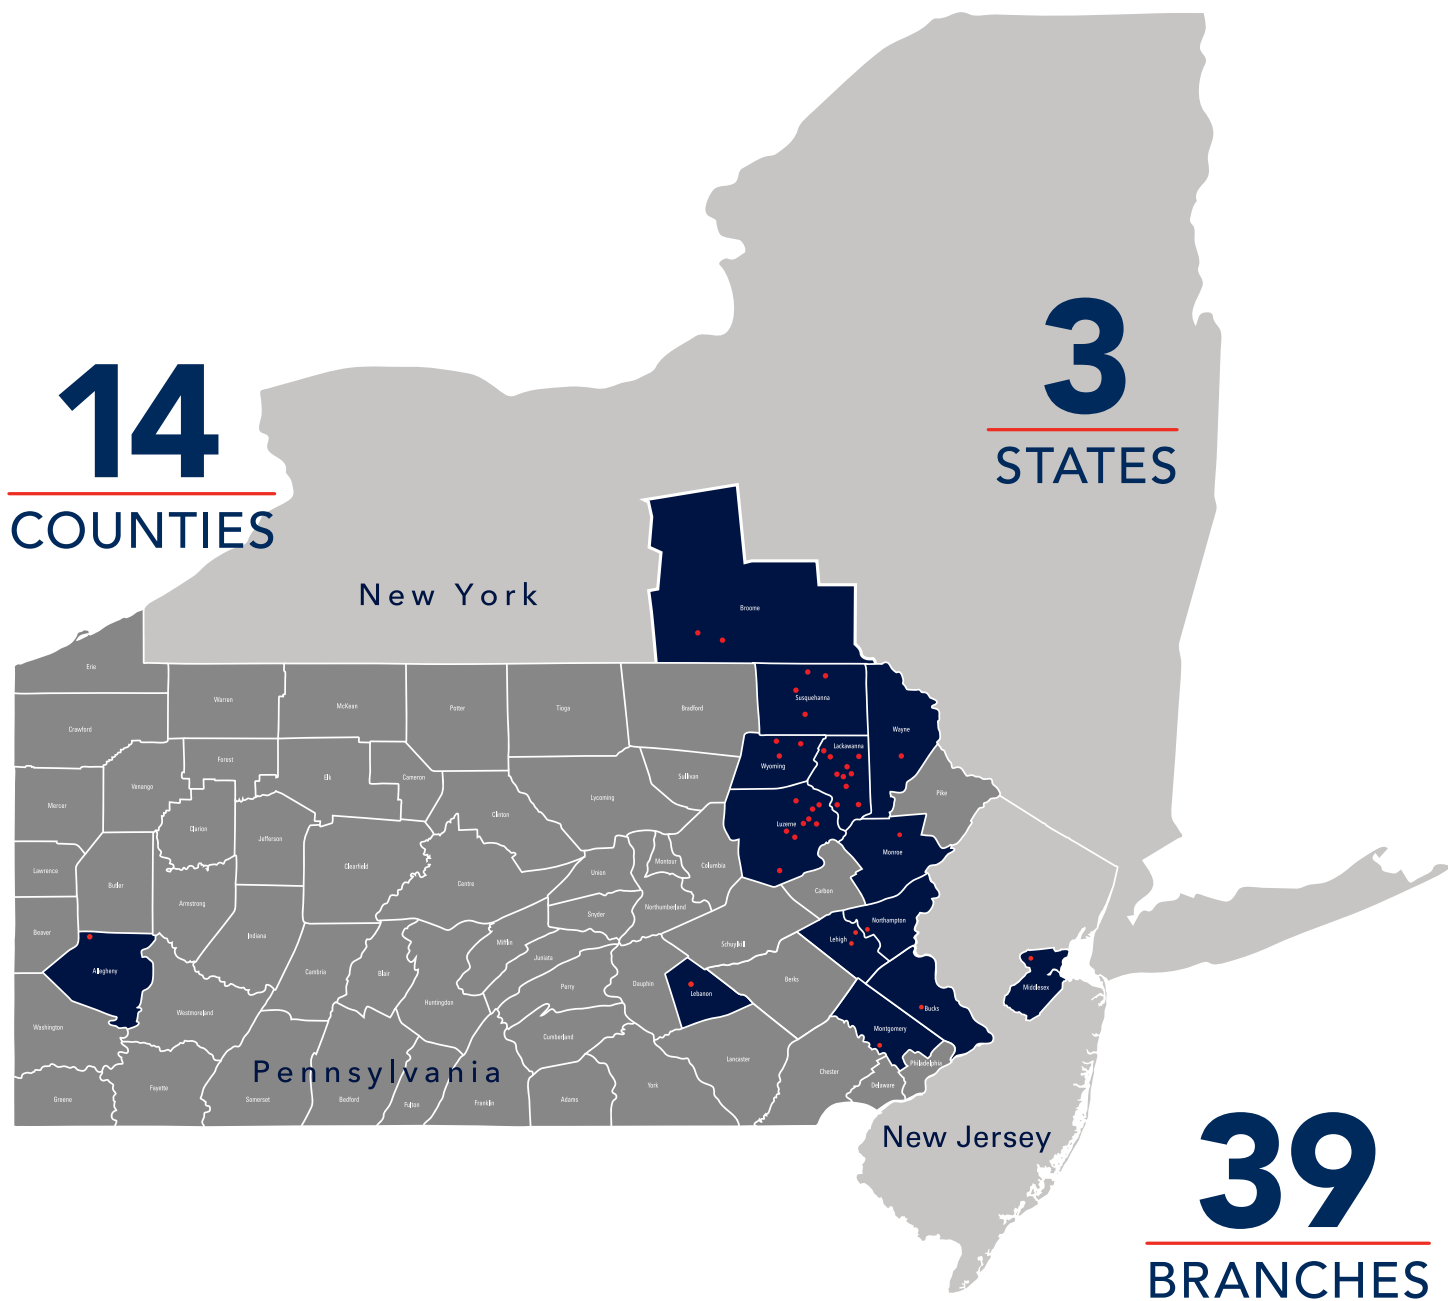 3
STATES
14
COUNTIES
New York
Broome
Erie
Warren
McKean
Potter
Tioga
Bradford
Susquehanna
Wayne
Crawford
Forest
Elk
Cameron
Sullivan
Wyoming
Lackawanna
Pike
Mercer
Venango
Clarion
Jefferson
Clinton
Lycoming
Luzerne
Monroe
Lawrence
Butler
Armstrong
Clearfield
Centre
Union
Montour
Columbia
Carbon
Snyder
Northumberland
Northampton
Beaver
Indiana
Mifflin
Schuylkill
Lehigh
Allegheny
Cambria
Blair
Huntingdon
Juniata
Perry
Dauphin
Lebanon
Berks
Middlesex
Bucks
Washington
Westmoreland
Cumberland
Montgomery
Pennsylvania
Lancaster
Philadelphia
Greene
Fayette
Somerset
Bedford
Fulton
Franklin
Adams
York
Chester
Delaware
New Jersey
39
BRANCHES